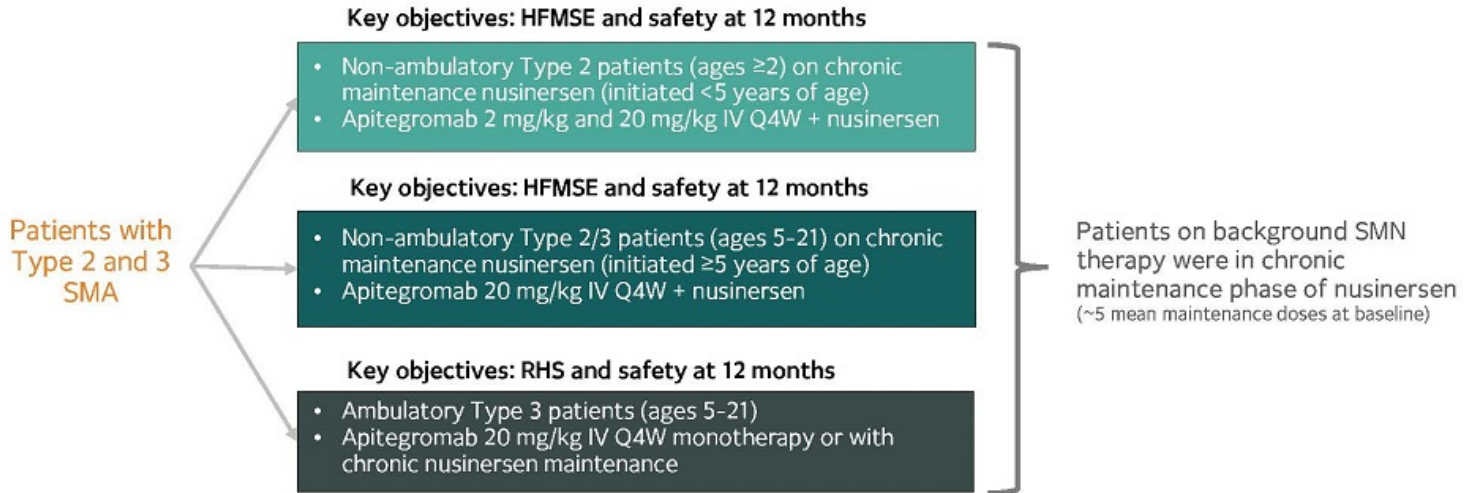 Key objectives: HFMSE and safety at 12 months
• Non-ambulatory Type 2 patients (ages ≥2) on chronic
maintenance nusinersen (initiated <5 years of age)
• Apitegromab 2 mg/kg and 20 mg/kg IV Q4W + nusinersen
Key objectives: HFMSE and safety at 12 months
• Non-ambulatory Type 2/3 patients (ages 5-21) on chronic
maintenance nusinersen (initiated ≥5 years of age)
• Apitegromab 20 mg/kg IV Q4W + nusinersen
Key objectives: RHS and safety at 12 months
• Ambulatory Type 3 patients (ages 5-21)
• Apitegromab 20 mg/kg IV Q4W monotherapy or with
chronic nusinersen maintenance
Patients with
Type 2 and 3
SMA
Patients on background SMN
therapy were in chronic
maintenance phase of nusinersen
(~5 mean maintenance doses at baseline)